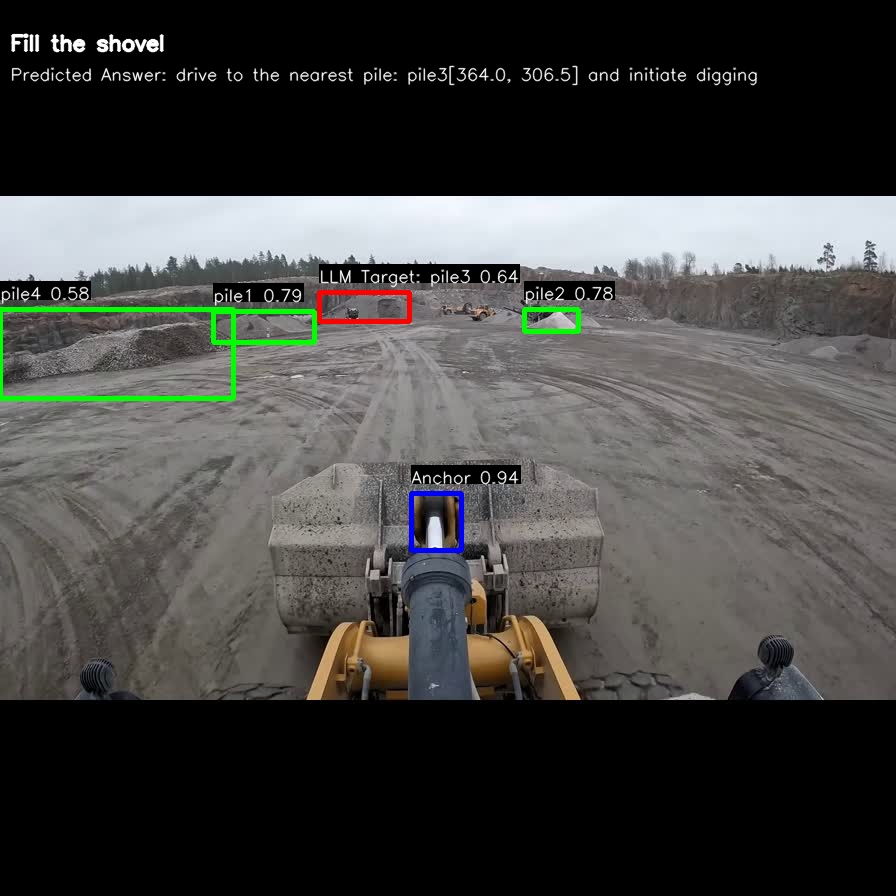 Fill the shovel
Predicted Answer: drive to the nearest pile: pile3[364.0, 306.5] and initiate digging
LLM Target: pile3 0.64
pile4 0.58
pile1 0.79
pile2 0.78
Anchor 0.94